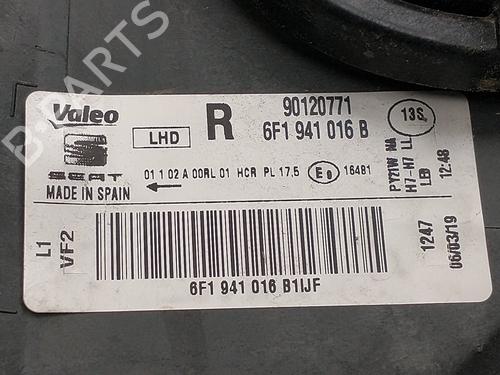 Valeo
SEAT
MADE IN SPAIN
LHD
R
90120771
6F1 941 016 B
13S
01 1 02 A 00RL 01 HCR PL 17,5
E9
16481
PY21W NA
H7-H7 LL
LED 12:48
L1
VF2
6F1 941 016 B1IJF
1247
06/03/19
B-PARTS